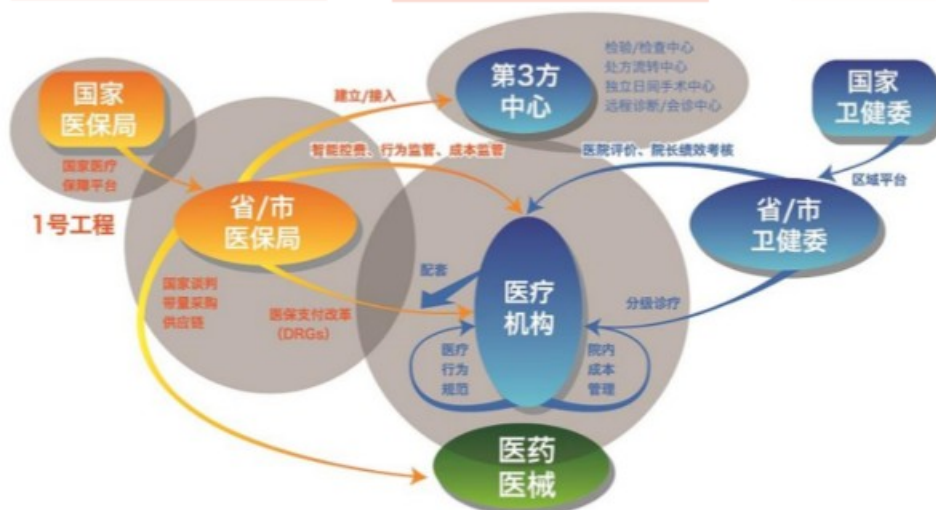 国家
医保局
国家医疗
保障平台
1号工程
建立/接入
第3方
中心
检验/检查中心
处方流转中心
独立日间手术中心
远程诊断/会诊中心
国家
卫健委
智能控费、行为监管、成本监管
医院评价、院长绩效考核
区域平台
省/市
医保局
省/市
卫健委
国家谈判
带量采购
供应链
医保支付改革
(DRGs)
配套
医疗
机构
分级诊疗
医疗
行为
规范
院内
成本
管理
医药
医械